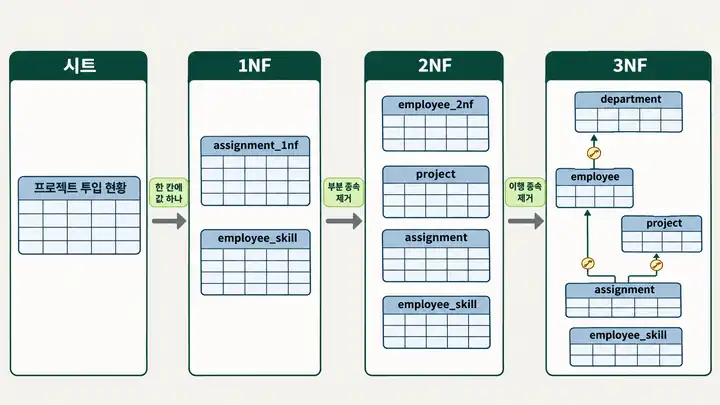 시트
프로젝트 투입 현황
한 칸에
값 하나
1NF
assignment_1nf
employee_skill
부분 종속
제거
2NF
employee_2nf
project
assignment
employee_skill
이행 종속
제거
3NF
department
employee
project
assignment
employee_skill